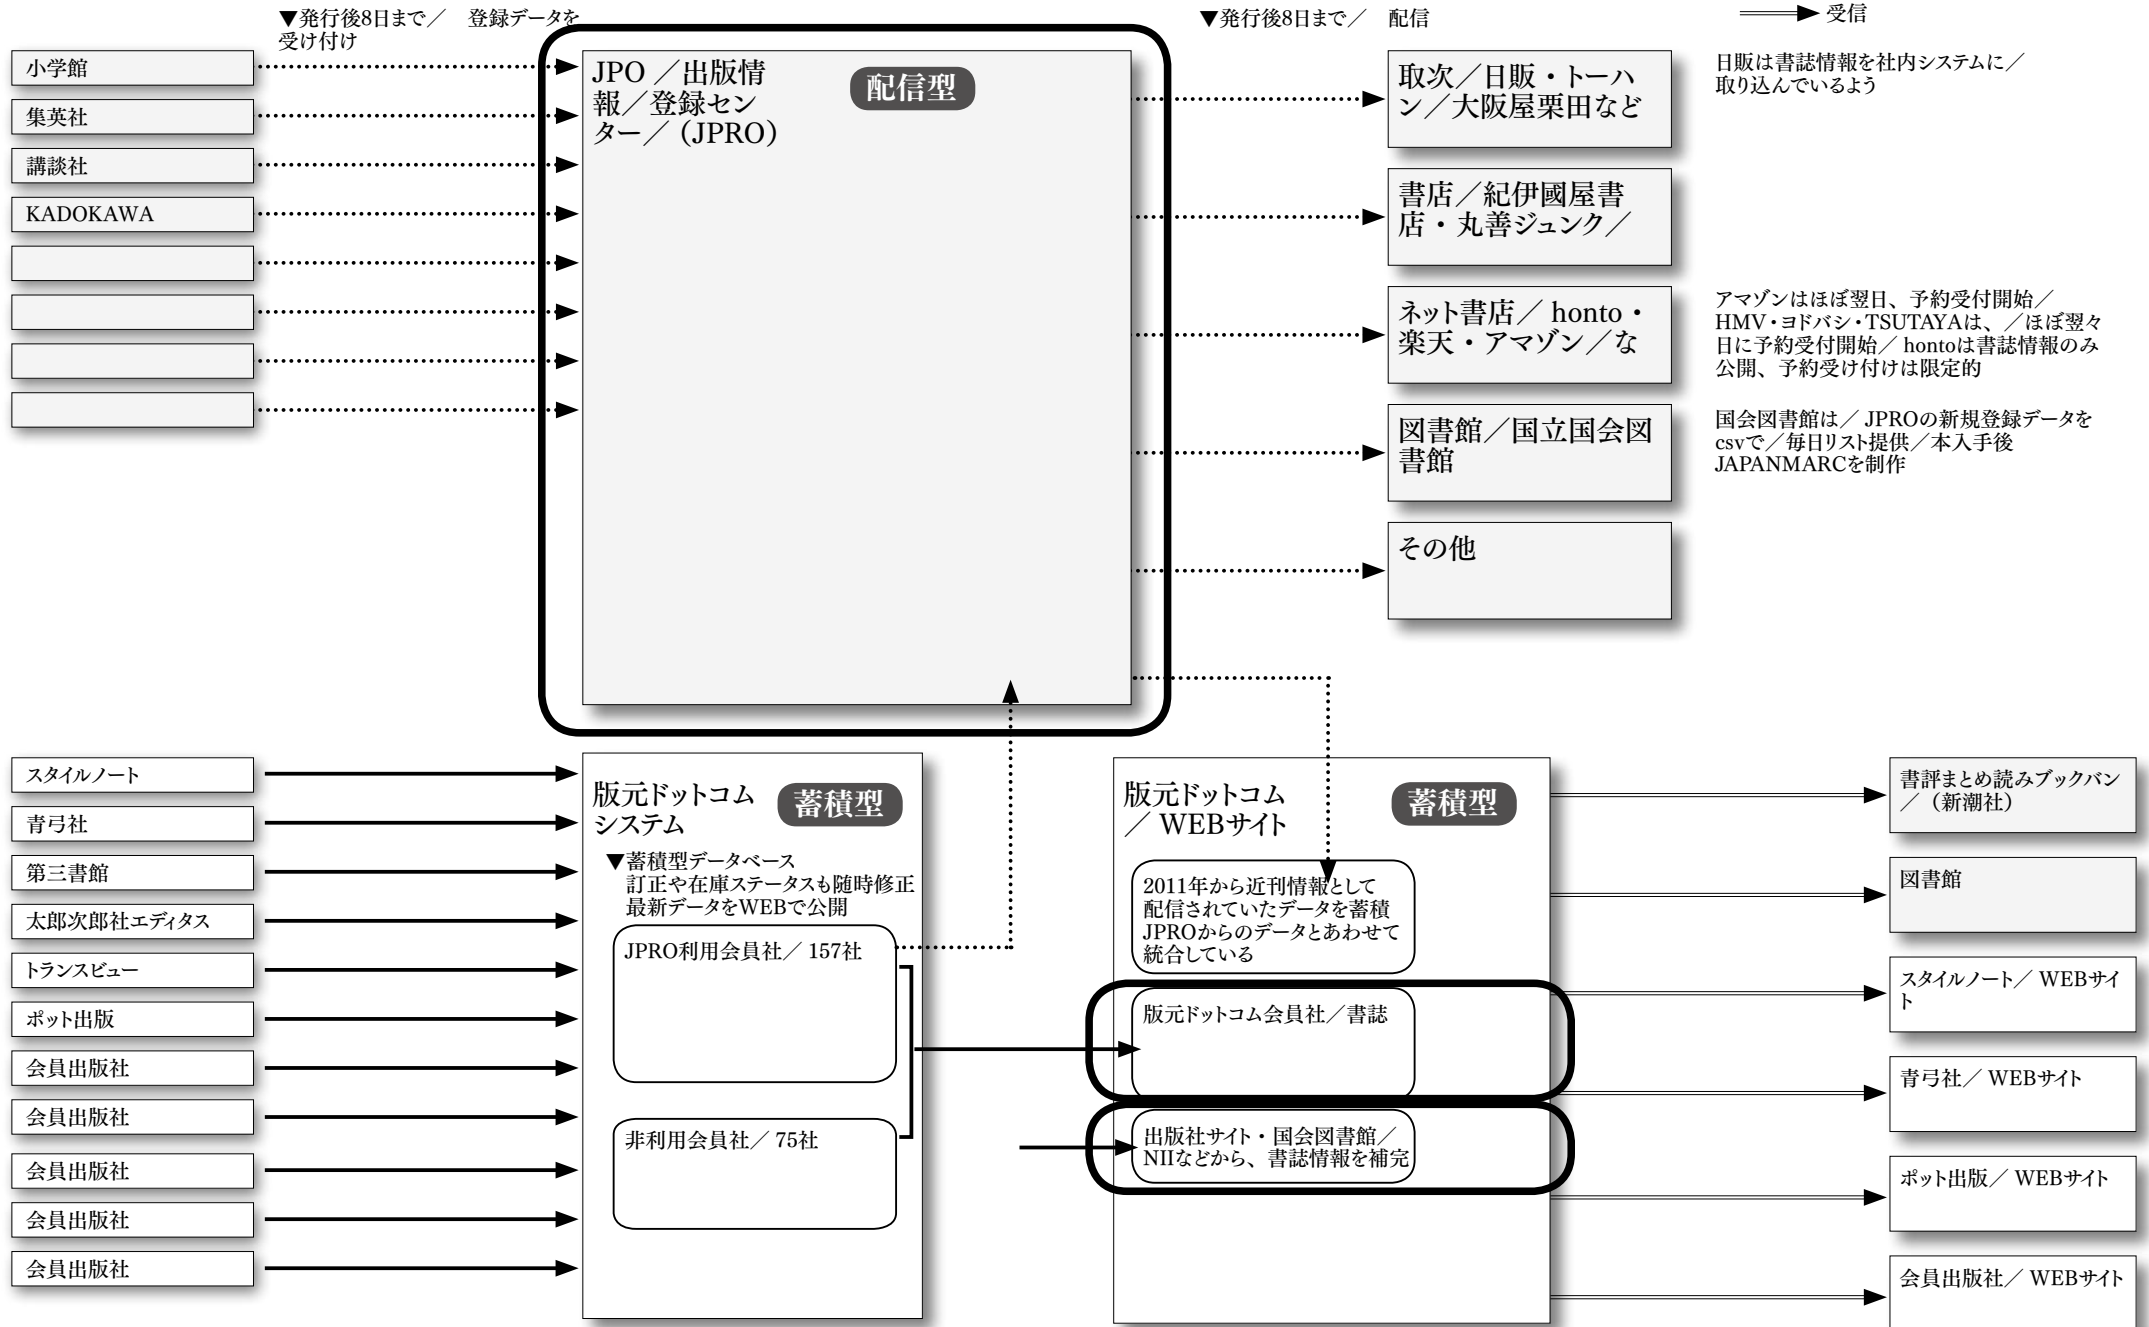 ▼発行後8日まで／　登録データを
受け付け
▼発行後8日まで／　配信
受信
小学館
集英社
講談社
KADOKAWA
JPO ／出版情
報／登録セン
ター／（JPRO）
配信型
取次／日販・トーハ
ン／大阪屋栗田など
日販は書誌情報を社内システムに／
取り込んでいるよう
書店／紀伊國屋書
店・丸善ジュンク／
ネット書店／ honto・
楽天・アマゾン／な
アマゾンはほぼ翌日、予約受付開始／
HMV・ヨドバシ・TSUTAYAは、／ほぼ翌々
日に予約受付開始／ hontoは書誌情報のみ
公開、予約受け付けは限定的
図書館／国立国会図
書館
国会図書館は／ JPROの新規登録データを
csvで／毎日リスト提供／本入手後
JAPANMARCを制作
その他
スタイルノート
青弓社
第三書館
太郎次郎社エディタス
トランスビュー
ポット出版
会員出版社
会員出版社
会員出版社
会員出版社
会員出版社
版元ドットコム
システム
蓄積型
▼蓄積型データベース
訂正や在庫ステータスも随時修正
最新データをWEBで公開
JPRO利用会員社／ 157社
非利用会員社／ 75社
版元ドットコム
／ WEBサイト
蓄積型
2011年から近刊情報として
配信されていたデータを蓄積
JPROからのデータとあわせて
統合している
版元ドットコム会員社／書誌
出版社サイト・国会図書館／
NIIなどから、書誌情報を補完
書評まとめ読みブックバン
／（新潮社）
図書館
スタイルノート／ WEBサイ
ト
青弓社／ WEBサイト
ポット出版／ WEBサイト
会員出版社／ WEBサイト